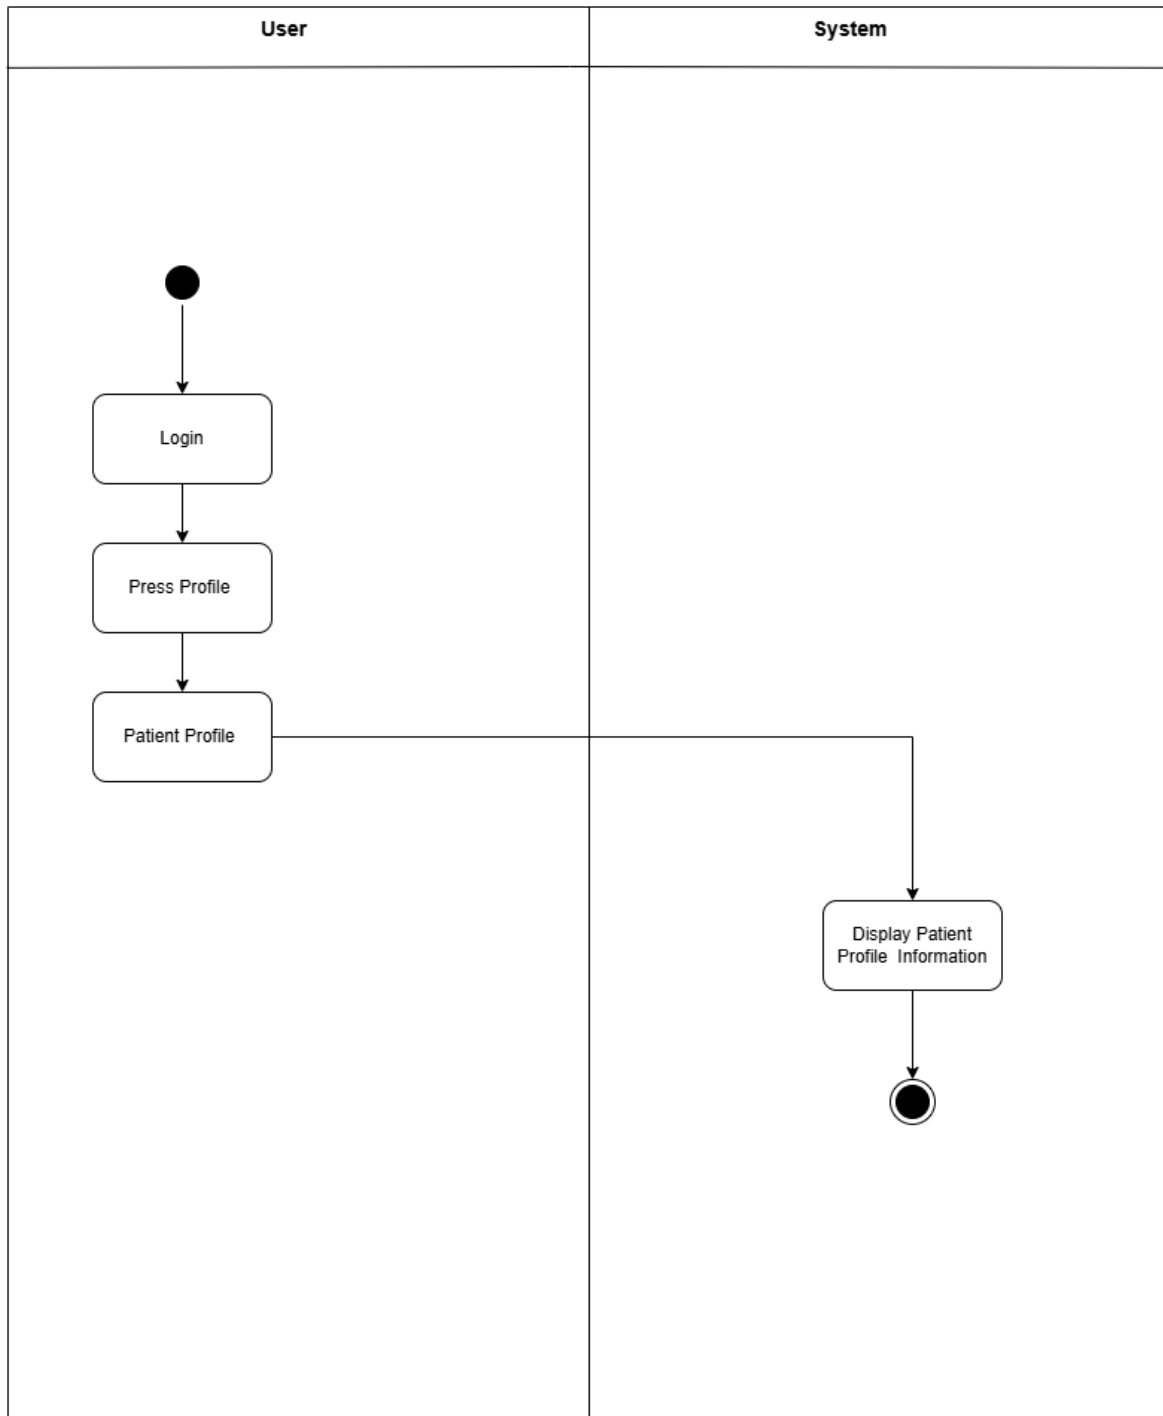 User
System
Login
Press Profile
Patient Profile
Display Patient
Profile  Information